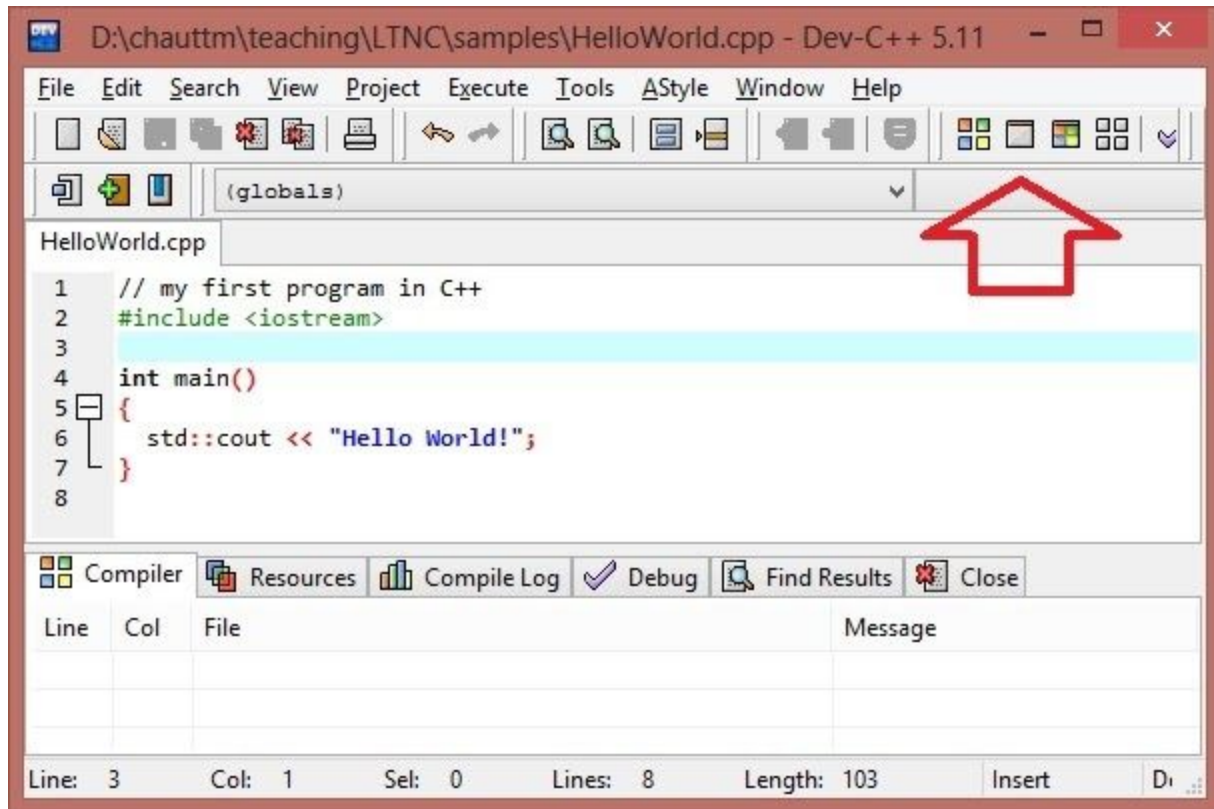 DEV D:\chauttm\teaching\LTNC\samples\HelloWorld.cpp - Dev-C++ 5.11
File Edit Search View Project Execute Tools AStyle Window Help
(globals)
HelloWorld.cpp
1 // my first program in C++
2 #include <iostream>
3
4 int main()
5 {
6 std::cout << "Hello World!";
7 }
8
Compiler Resources Compile Log Debug Find Results Close
Line Col File Message
Line: 3 Col: 1 Sel: 0 Lines: 8 Length: 103 Insert